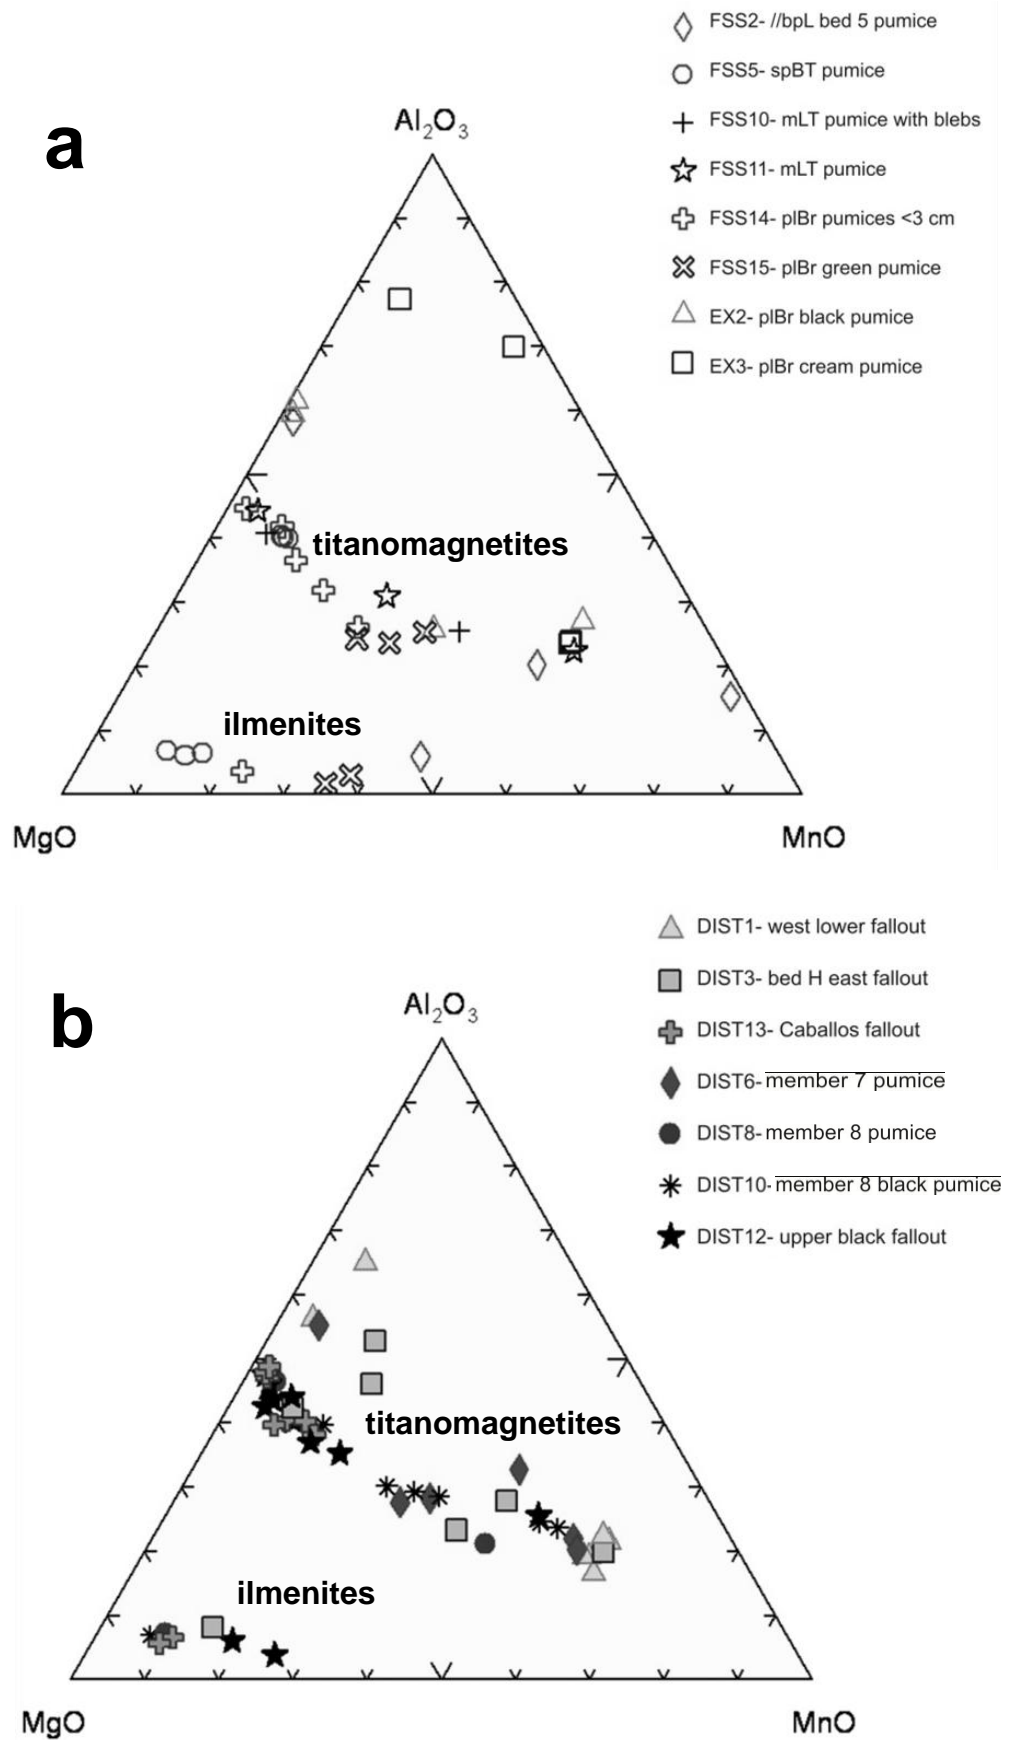 FSS2- //bpL bed 5 pumice
FSS5- spBT pumice
FSS10- mLT pumice with blebs
FSS11- mLT pumice
FSS14- plBr pumices <3 cm
FSS15- plBr green pumice
EX2- plBr black pumice
EX3- plBr cream pumice
a
Al₂O₃
titanomagnetites
ilmenites
MgO
MnO
DIST1- west lower fallout
DIST3- bed H east fallout
DIST13- Caballos fallout
DIST6- member 7 pumice
DIST8- member 8 pumice
DIST10- member 8 black pumice
DIST12- upper black fallout
b
Al₂O₃
titanomagnetites
ilmenites
MgO
MnO